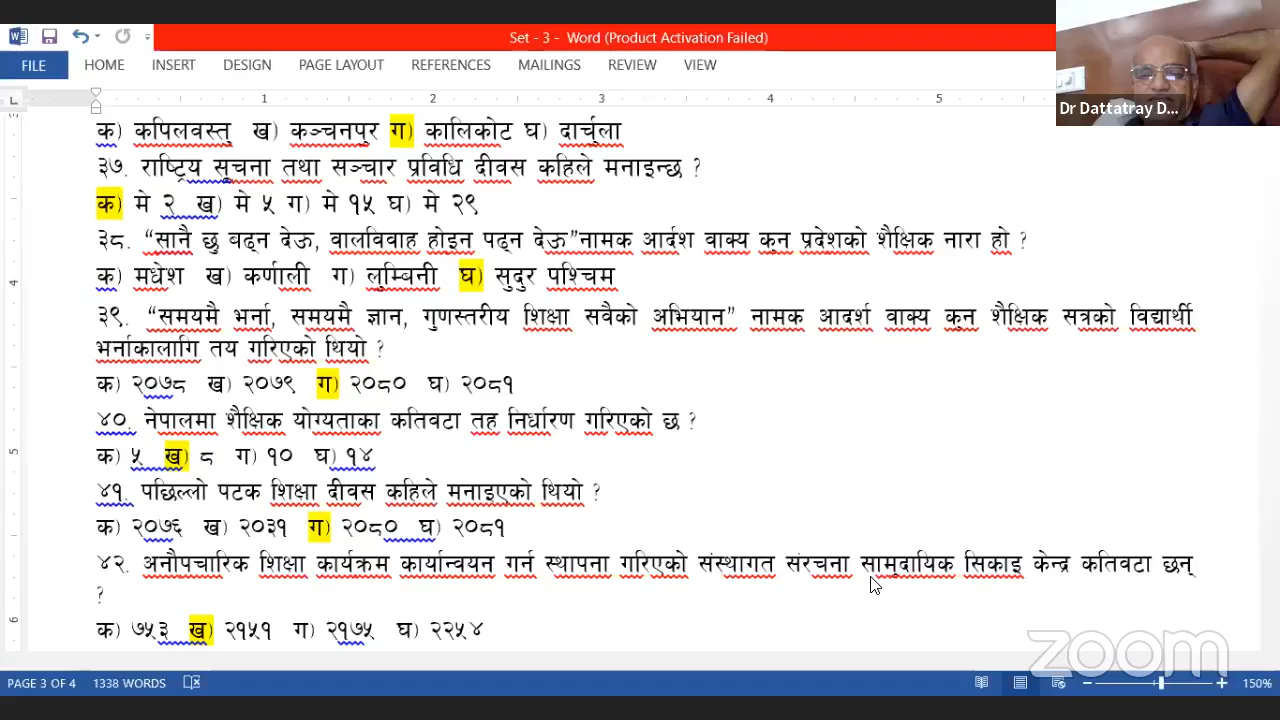 Set - 3 - Word (Product Activation Failed)
FILE HOME INSERT DESIGN PAGE LAYOUT REFERENCES MAILINGS REVIEW VIEW
1 2 3 4 5
Dr Dattatray D...
क) कपिलवस्तु ख) कञ्चनपुर ग) कालिकोट घ) दार्चुला
३७. राष्ट्रिय सूचना तथा सञ्चार प्रविधि दीवस कहिले मनाइन्छ ?
क) मे २ ख) मे ५ ग) मे १५ घ) मे २९
३८. “सानै छु बढ्न देऊ, वालविवाह होइन पढ्न देऊ”नामक आर्दश वाक्य कुन प्रदेशको शैक्षिक नारा हो ?
क) मधेश ख) कर्णाली ग) लुम्बिनी घ) सुदुर पश्चिम
३९. “समयमै भर्ना, समयमै ज्ञान, गुणस्तरीय शिक्षा सवैको अभियान” नामक आदर्श वाक्य कुन शैक्षिक सत्रको विद्यार्थी
भर्नाकालागि तय गरिएको थियो ?
क) २०७८ ख) २०७९ ग) २०८० घ) २०८१
४०. नेपालमा शैक्षिक योग्यताका कतिवटा तह निर्धारण गरिएको छ ?
क) ५ ख) ८ ग) १० घ) १४
४१. पछिल्लो पटक शिक्षा दीवस कहिले मनाइएको थियो ?
क) २०७६ ख) २०३१ ग) २०८० घ) २०८१
४२. अनौपचारिक शिक्षा कार्यक्रम कार्यान्वयन गर्न स्थापना गरिएको संस्थागत संरचना सामुदायिक सिकाइ केन्द्र कतिवटा छन्
?
क) ७५३ ख) २१५१ ग) २१७५ घ) २२५४
zoom
PAGE 3 OF 4 1338 WORDS 150%